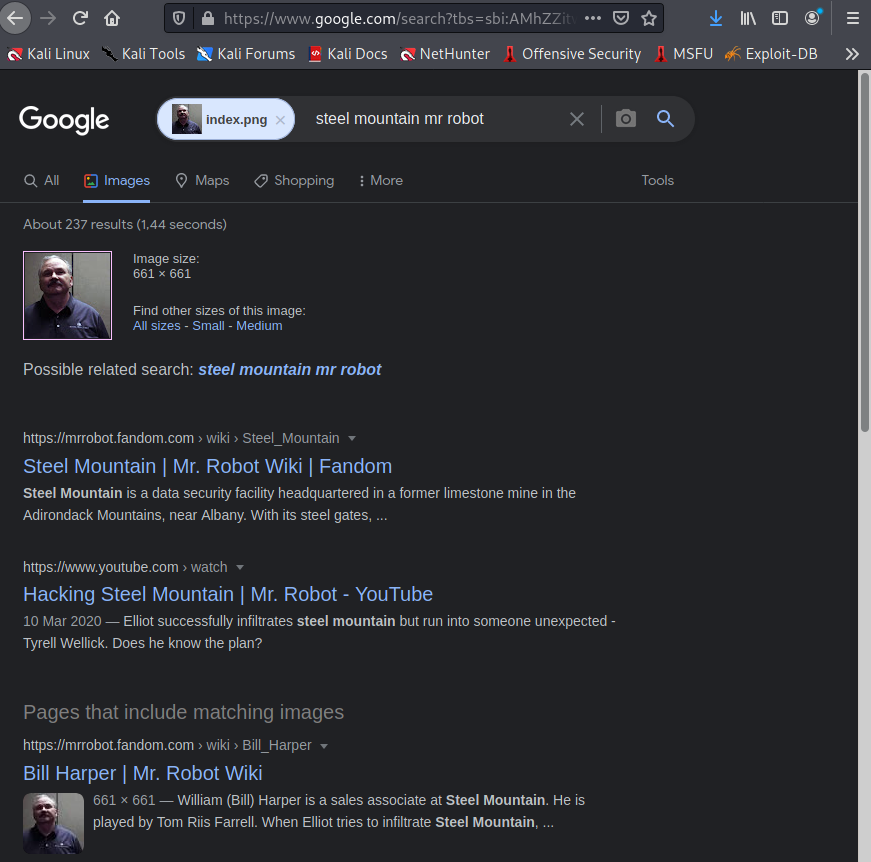 https://www.google.com/search?tbs=sbi:AMhZZit
Kali Linux Kali Tools Kali Forums Kali Docs NetHunter Offensive Security MSFU Exploit-DB
Google index.png steel mountain mr robot
All Images Maps Shopping More Tools
About 237 results (1,44 seconds)
Image size:
661 × 661
Find other sizes of this image:
All sizes - Small - Medium
Possible related search: steel mountain mr robot
https://mrrobot.fandom.com › wiki › Steel_Mountain
Steel Mountain | Mr. Robot Wiki | Fandom
Steel Mountain is a data security facility headquartered in a former limestone mine in the
Adirondack Mountains, near Albany. With its steel gates, ...
https://www.youtube.com › watch
Hacking Steel Mountain | Mr. Robot - YouTube
10 Mar 2020 — Elliot successfully infiltrates steel mountain but run into someone unexpected -
Tyrell Wellick. Does he know the plan?
Pages that include matching images
https://mrrobot.fandom.com › wiki › Bill_Harper
Bill Harper | Mr. Robot Wiki
661 × 661 — William (Bill) Harper is a sales associate at Steel Mountain. He is
played by Tom Riis Farrell. When Elliot tries to infiltrate Steel Mountain, ...